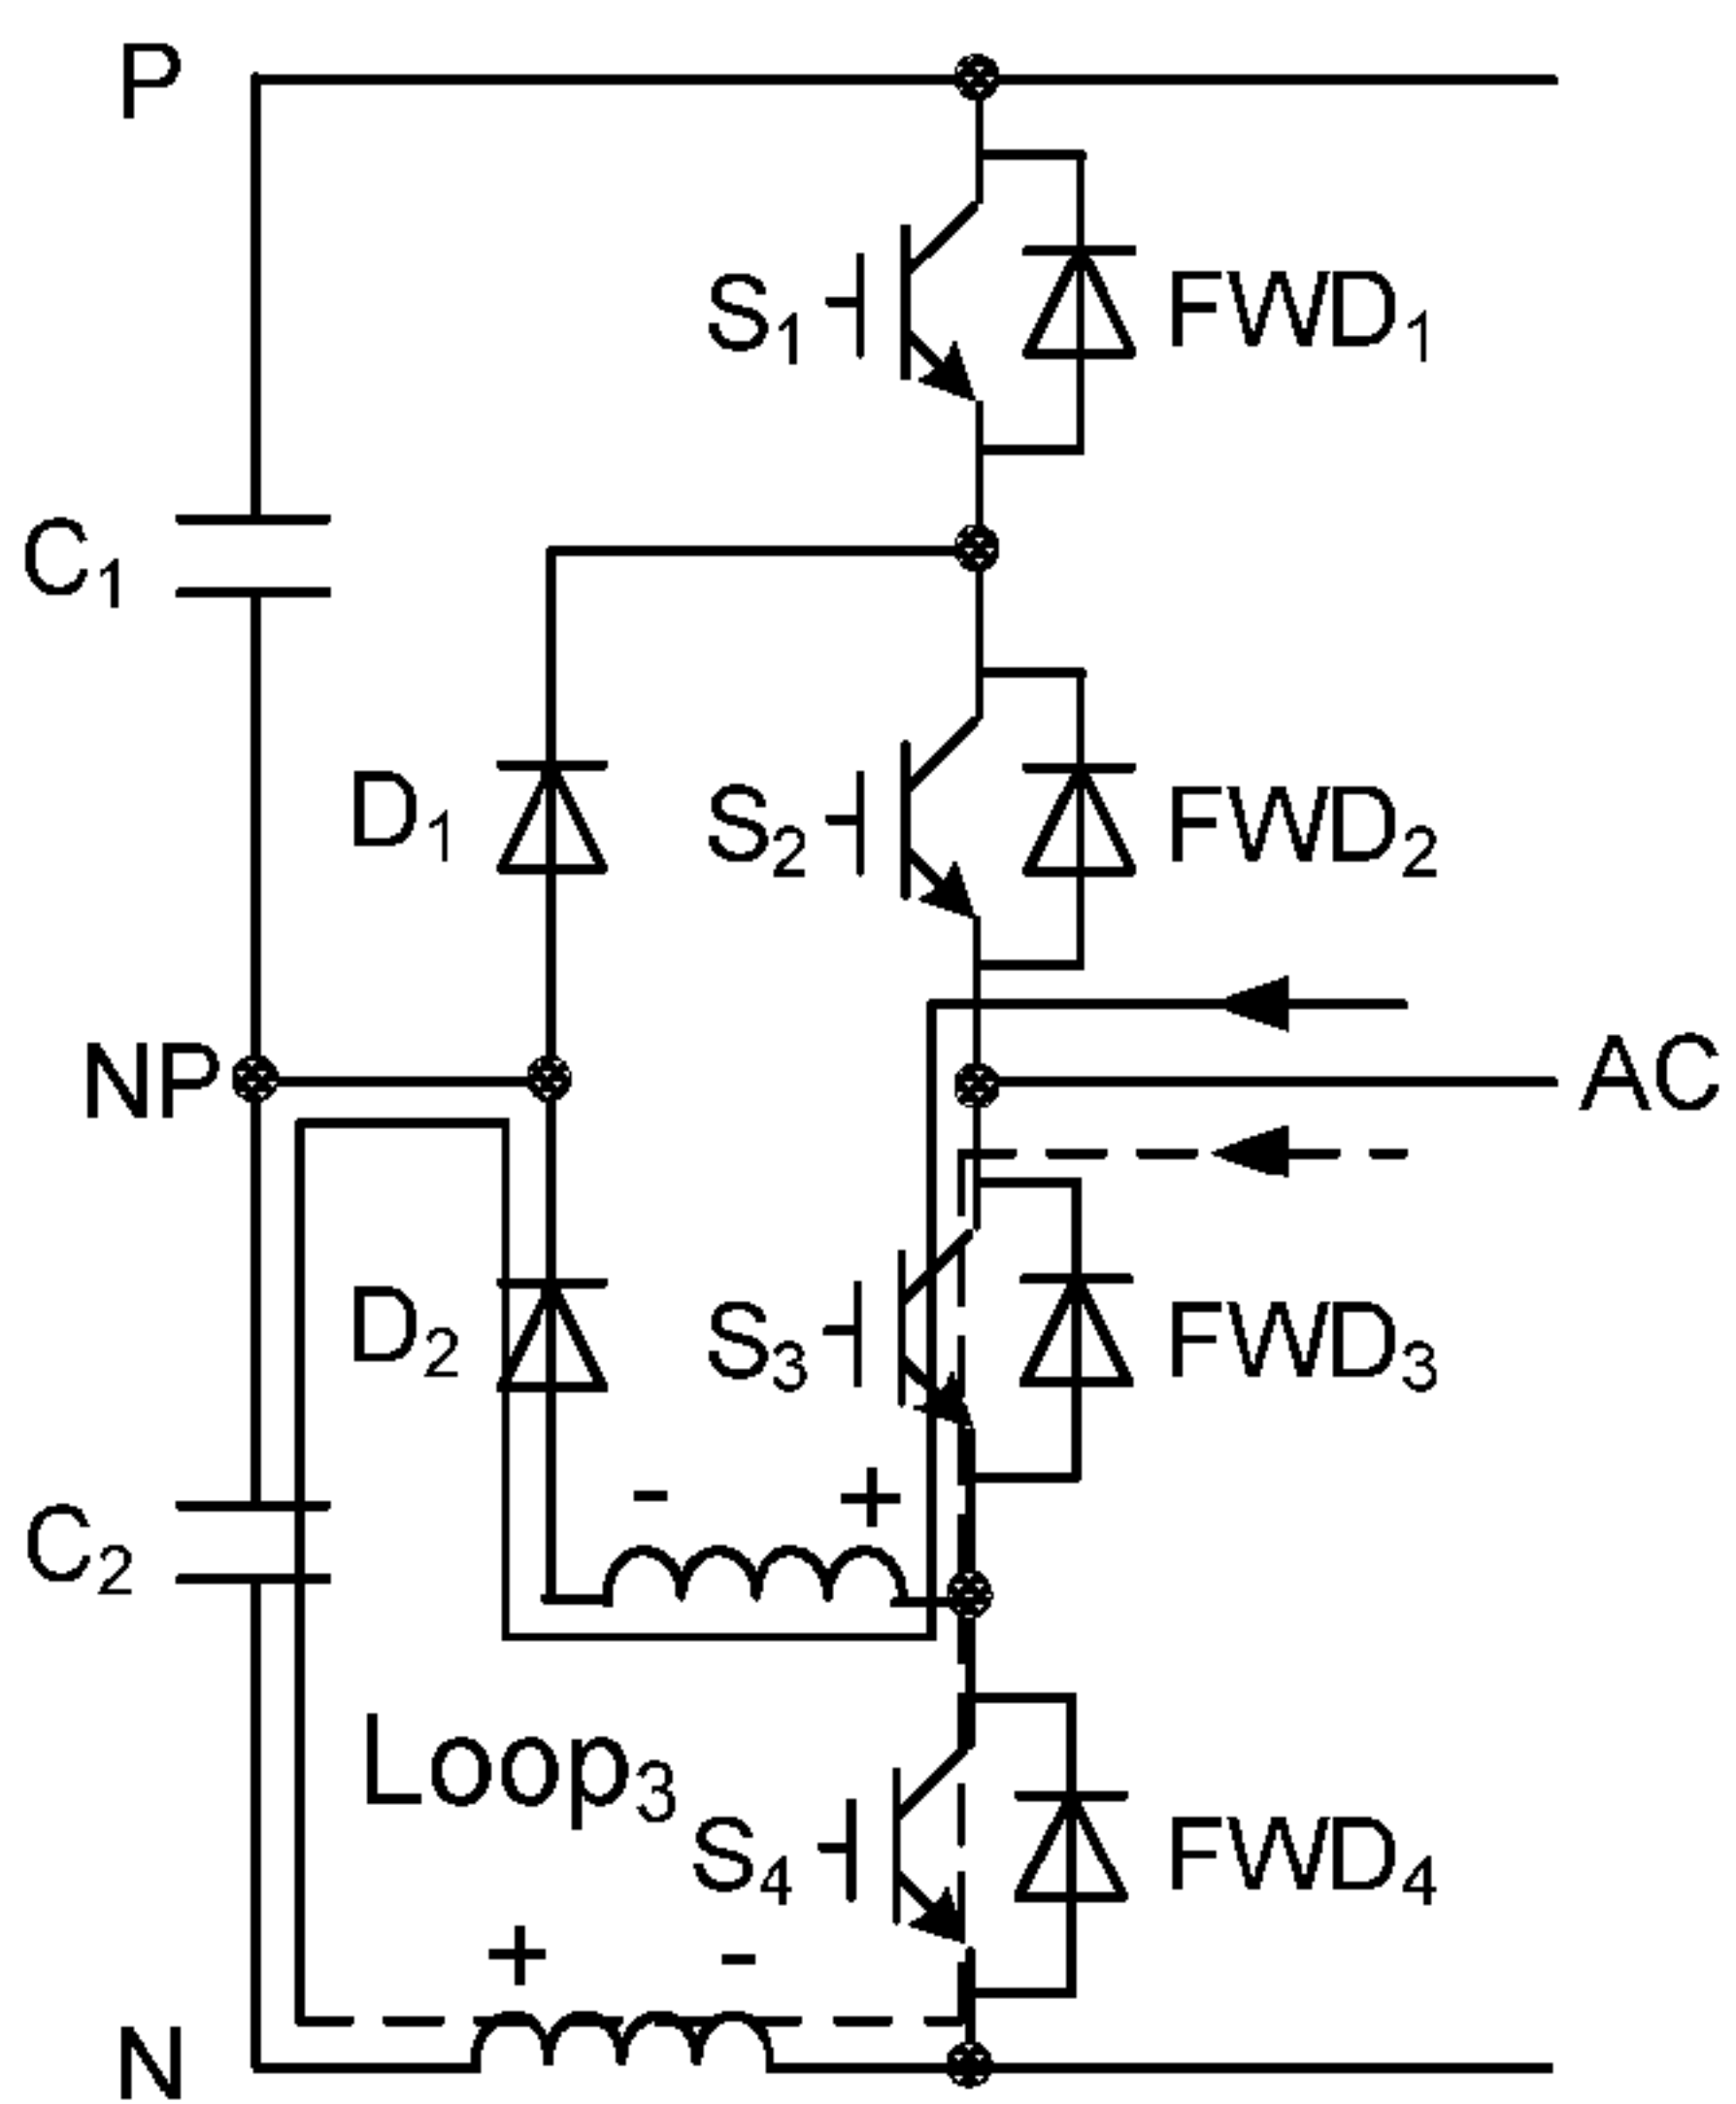 P
S1 FWD1
C1
D1 S2 FWD2
NP AC
D2 S3 FWD3
- +
C2
Loop3
S4 FWD4
+ -
N